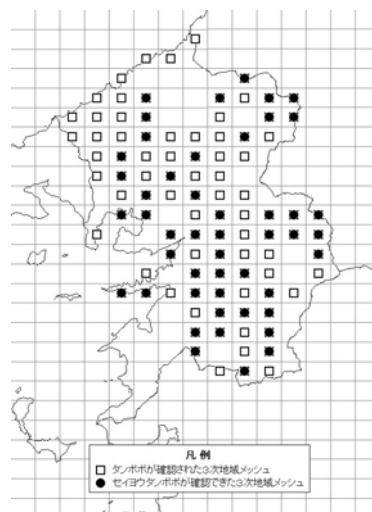 凡 例
タンポポが確認された3次地域メッシュ
セイヨウタンポポが確認できた3次地域メッシュ